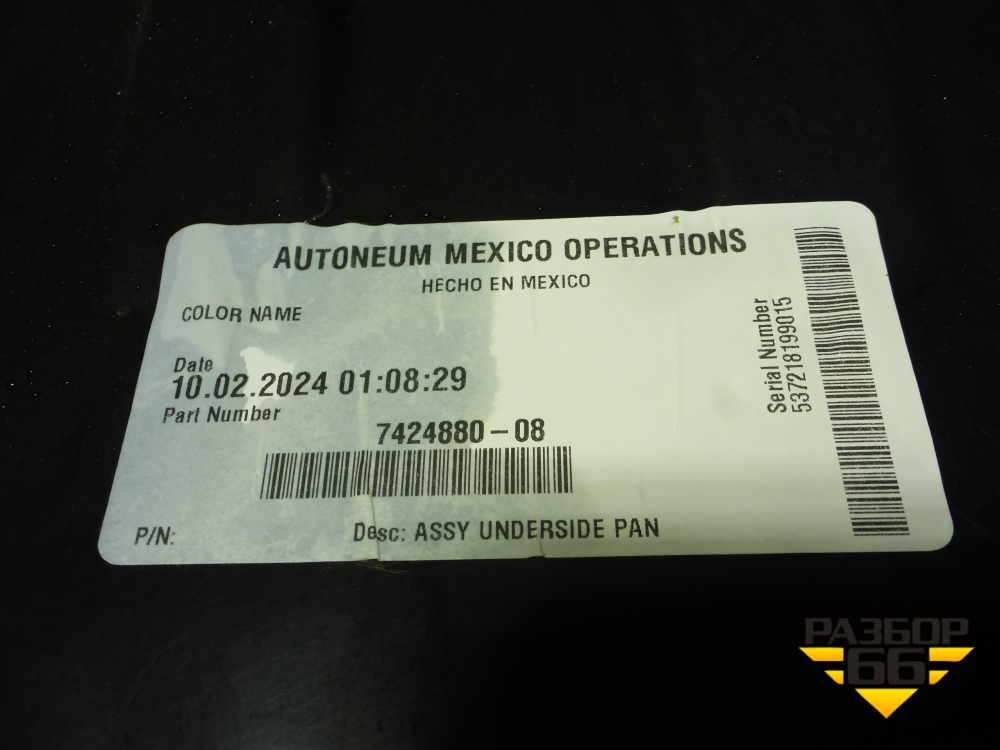 AUTONEUM MEXICO OPERATIONS
HECHO EN MEXICO
COLOR NAME
Date
10.02.2024 01:08:29
Part Number
7424880-08
P/N:
Desc: ASSY UNDERSIDE PAN
Serial Number
537218199015
РАЗБОР
66